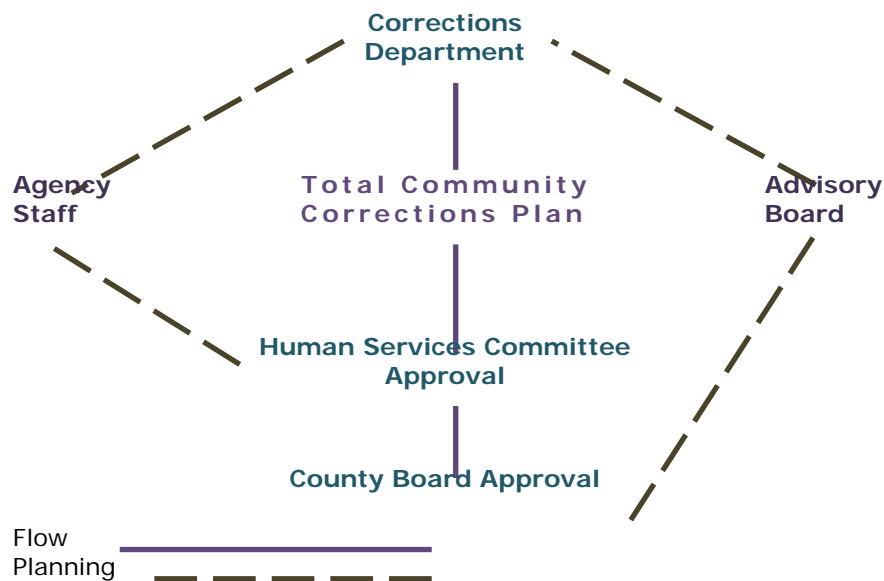 Corrections
Department
Agency
Staff
Total Community
Corrections Plan
Advisory
Board
Human Services Committee
Approval
County Board Approval
Flow
Planning